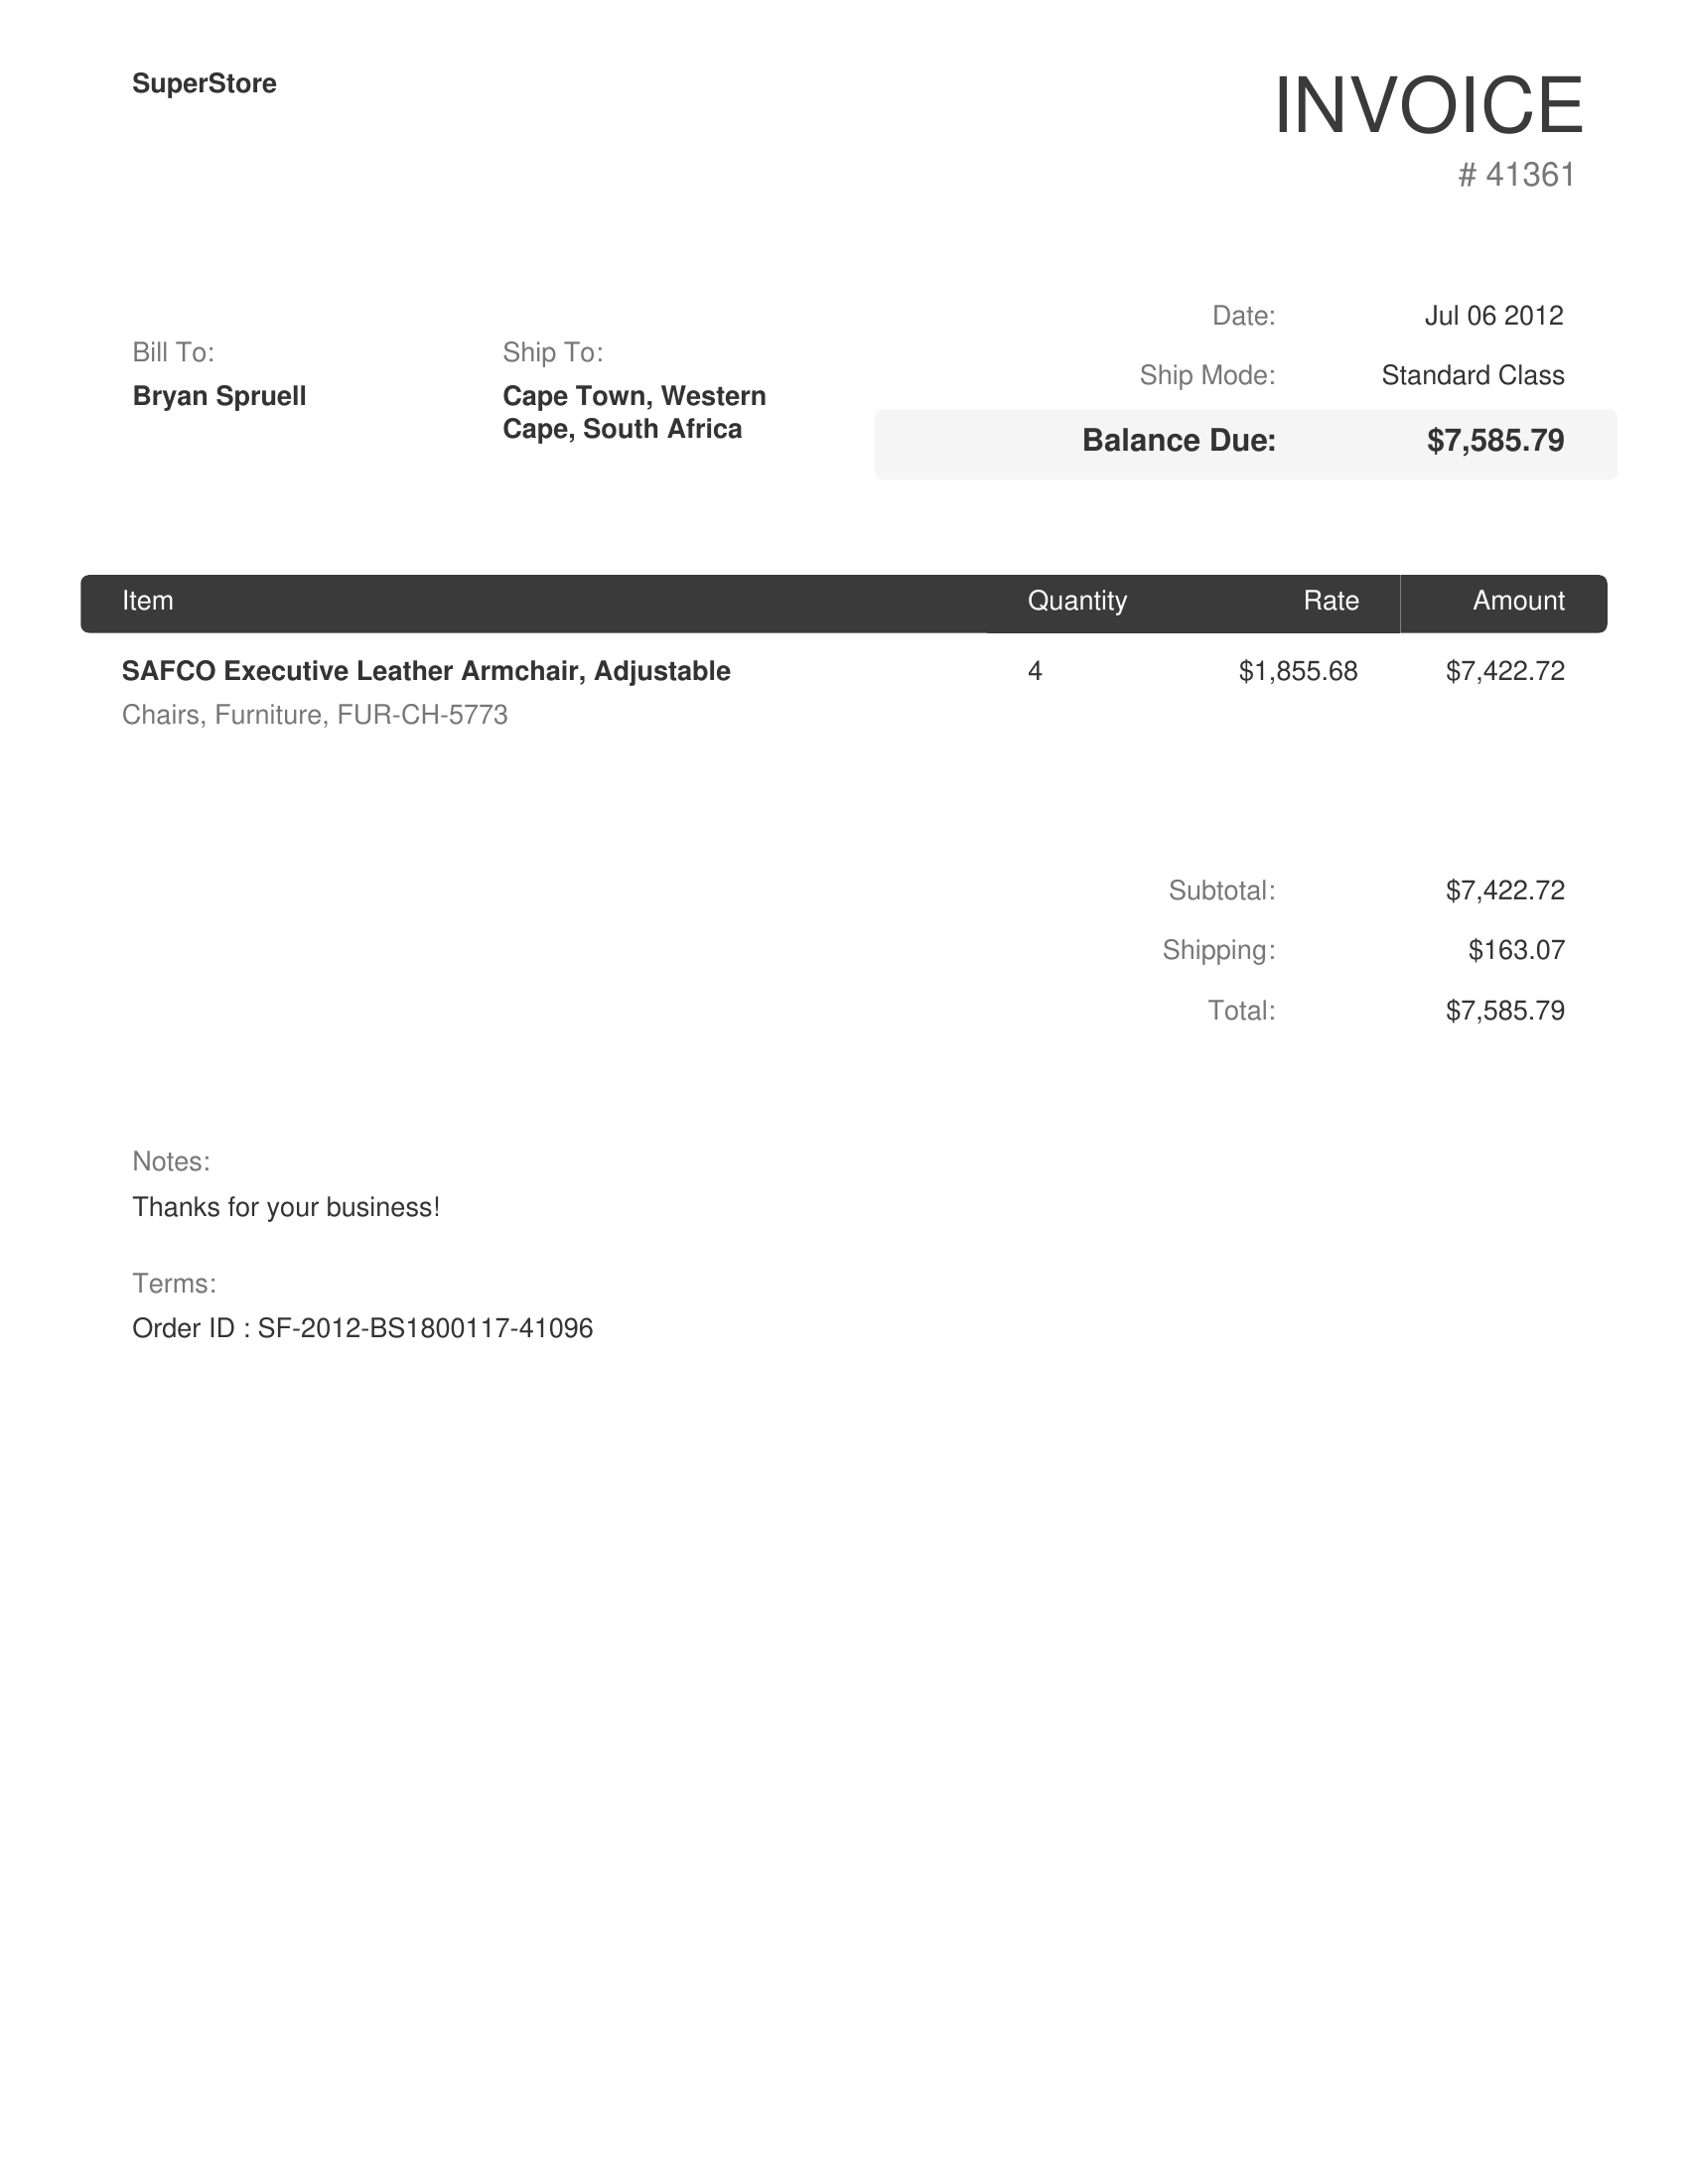 SuperStore
INVOICE
# 41361
Date: Jul 06 2012
Ship Mode: Standard Class
Balance Due: $7,585.79
Bill To:
Bryan Spruell
Ship To:
Cape Town, Western
Cape, South Africa
Item Quantity Rate Amount
SAFCO Executive Leather Armchair, Adjustable 4 $1,855.68 $7,422.72
Chairs, Furniture, FUR-CH-5773
Subtotal: $7,422.72
Shipping: $163.07
Total: $7,585.79
Notes:
Thanks for your business!
Terms:
Order ID : SF-2012-BS1800117-41096